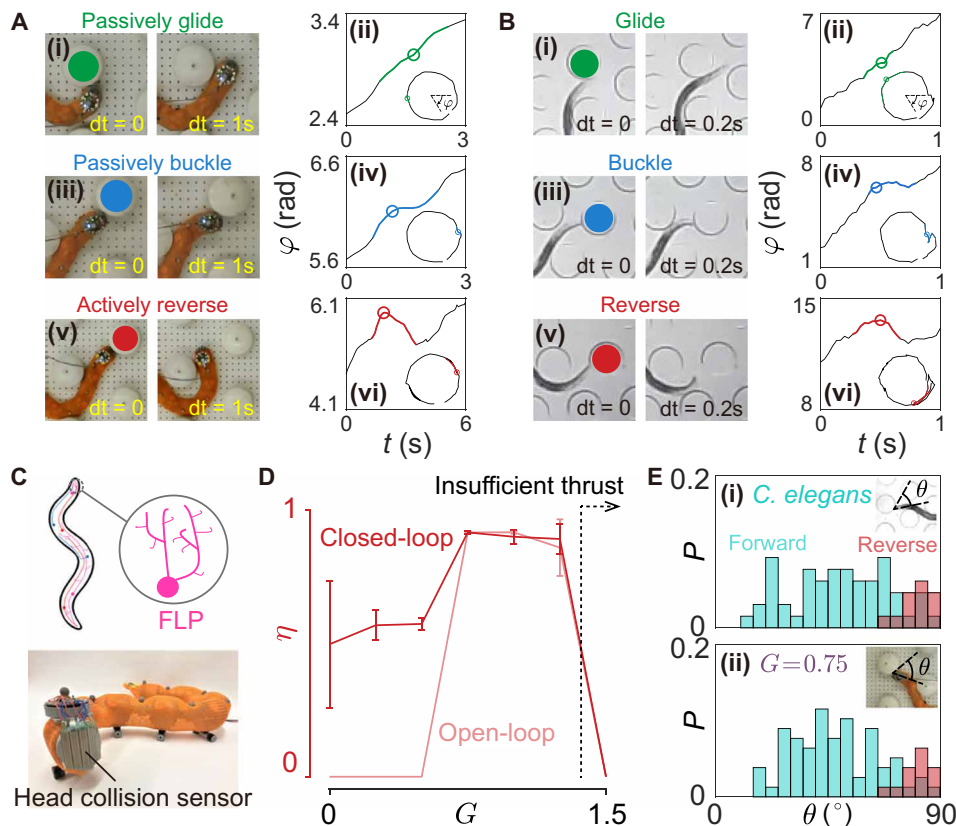 A
Passively glide
(i)
dt = 0
dt = 1s
(ii)
3.4
2.4
0
3
φ
Passively buckle
(iii)
dt = 0
dt = 1s
(iv)
6.6
5.6
0
3
φ (rad)
Actively reverse
(v)
dt = 0
dt = 1s
(vi)
6.1
4.1
0
6
t (s)
B
Glide
(i)
dt = 0
dt = 0.2s
(ii)
7
0
0
1
φ
Buckle
(iii)
dt = 0
dt = 0.2s
(iv)
8
1
0
1
φ (rad)
Reverse
(v)
dt = 0
dt = 0.2s
(vi)
15
8
0
1
t (s)
C
FLP
Head collision sensor
D
Insufficient thrust
1
Closed-loop
η
Open-loop
0
0
G
1.5
E
0.2
(i) C. elegans
θ
P
Forward
Reverse
0
0.2
(ii) G=0.75
θ
P
0
0
θ (°)
90